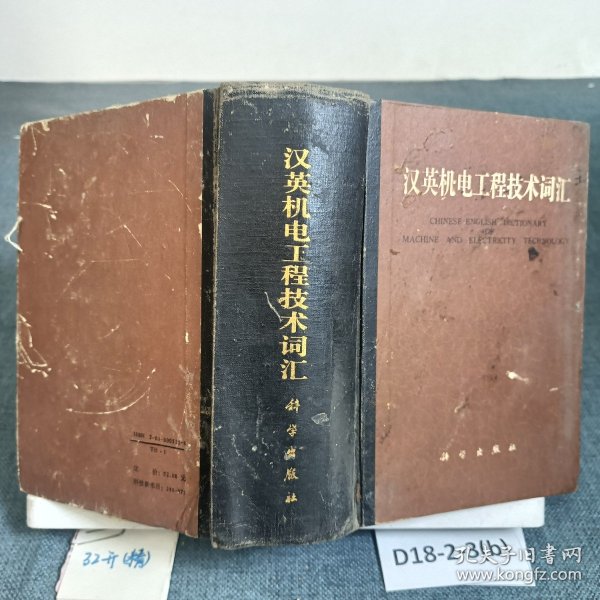 汉英机电工程技术词汇
CHINESE-ENGLISH DICTIONARY
OF
MACHINE AND ELECTRICITY TECHNOLOGY
科学出版社
汉英机电工程技术词汇
科学出版社
TH-1
32开(精)
D18-2-3(b)
孔夫子旧书网
www.kongfz.com